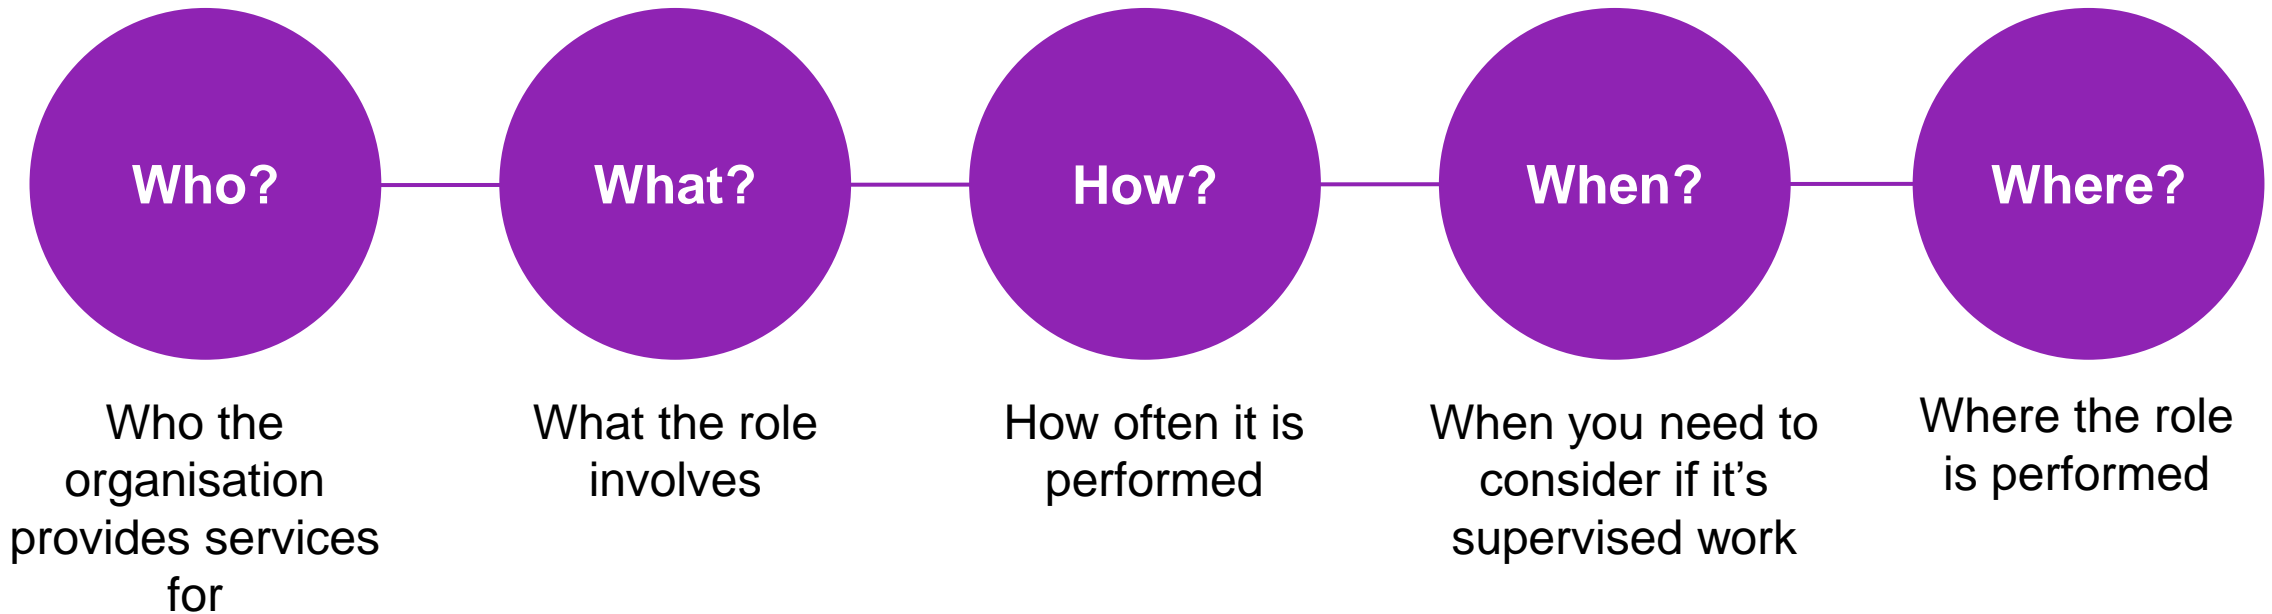 Who?
What?
How?
When?
Where?
Who the
organisation
provides services
for
What the role
involves
How often it is
performed
When you need to
consider if it’s
supervised work
Where the role
is performed